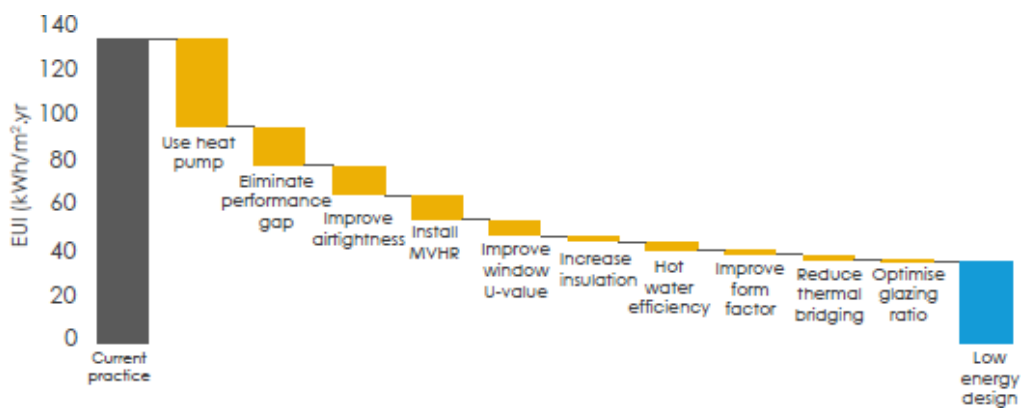 140
120
100
80
60
40
20
0
EUI (kWh/m².yr)
Current
practice
Use heat
pump
Eliminate
performance
gap
Improve
airtightness
Install
MVHR
Improve
window
U-value
Increase
insulation
Hot
water
efficiency
Improve
form
factor
Reduce
thermal
bridging
Optimise
glazing
ratio
Low
energy
design